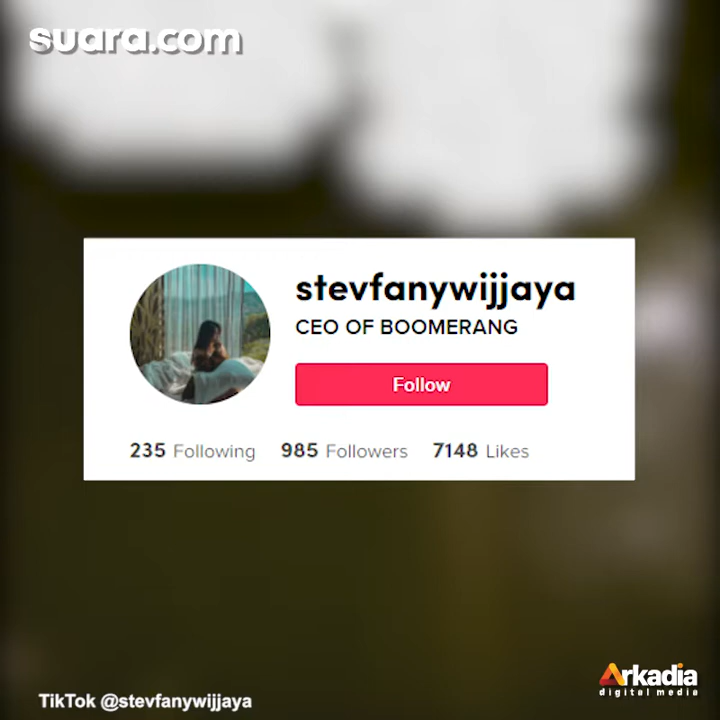 suara.com
stevfanywijjaya
CEO OF BOOMERANG
Follow
235 Following 985 Followers 7148 Likes
TikTok @stevfanywijjaya
Arkadia
digital media